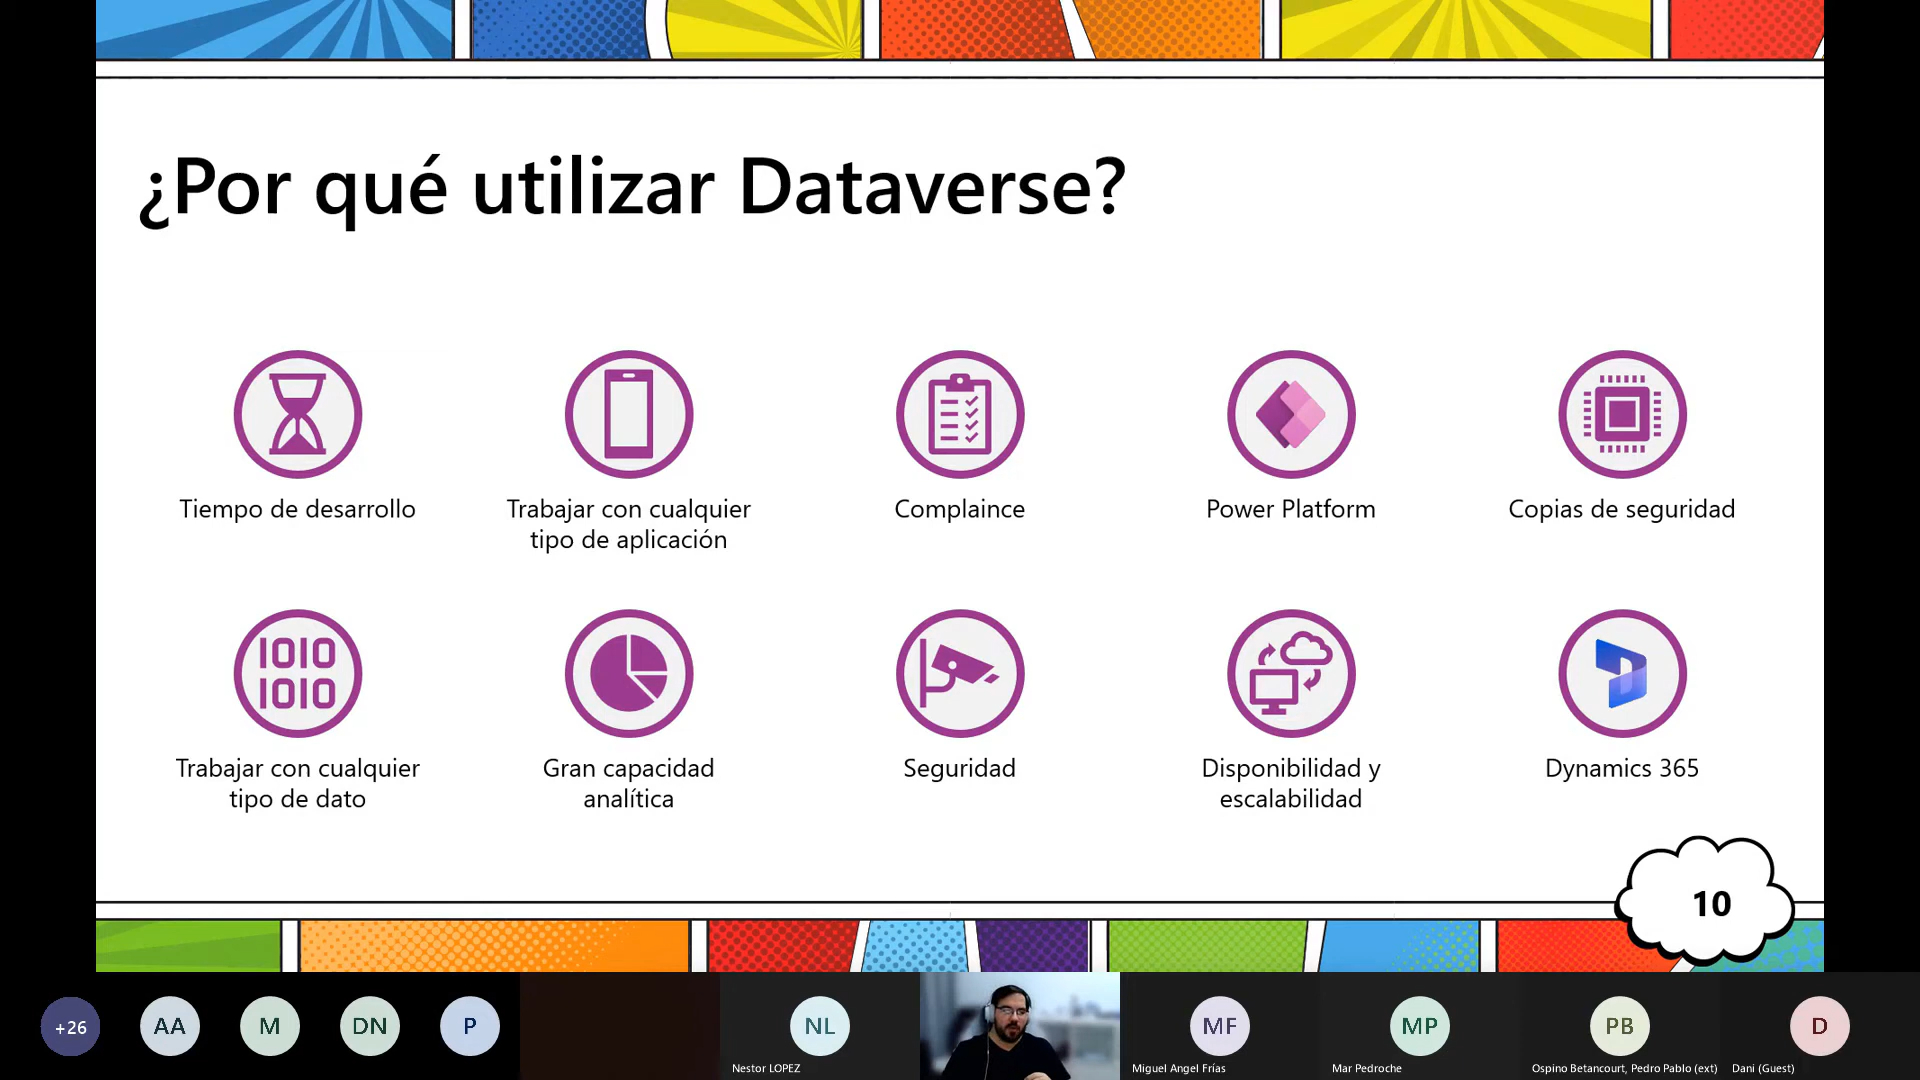 ¿Por qué utilizar Dataverse?
Tiempo de desarrollo
Trabajar con cualquier
tipo de aplicación
Complaince
Power Platform
Copias de seguridad
1010
1010
Trabajar con cualquier
tipo de dato
Gran capacidad
analítica
Seguridad
Disponibilidad y
escalabilidad
Dynamics 365
10
+26
AA
M
DN
P
NL
Nestor LOPEZ
MF
Miguel Angel Frías
MP
Mar Pedroche
PB
Ospino Betancourt, Pedro Pablo (ext)
D
Dani (Guest)